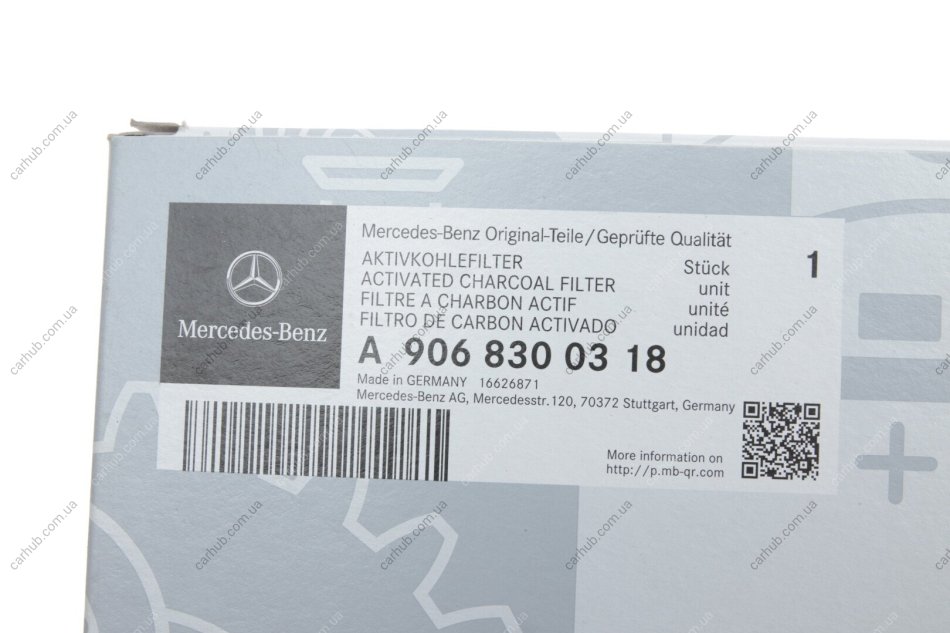 Mercedes-Benz Original-Teile/Geprüfte Qualität
AKTIVKOHLEFILTER Stück 1
ACTIVATED CHARCOAL FILTER unit
FILTRE A CHARBON ACTIF unité
FILTRO DE CARBON ACTIVADO unidad
Mercedes-Benz
A 906 830 03 18
Made in GERMANY 16626871
Mercedes-Benz AG, Mercedesstr.120, 70372 Stuttgart, Germany
More information on
http://p.mb-qr.com
carhub.com.ua